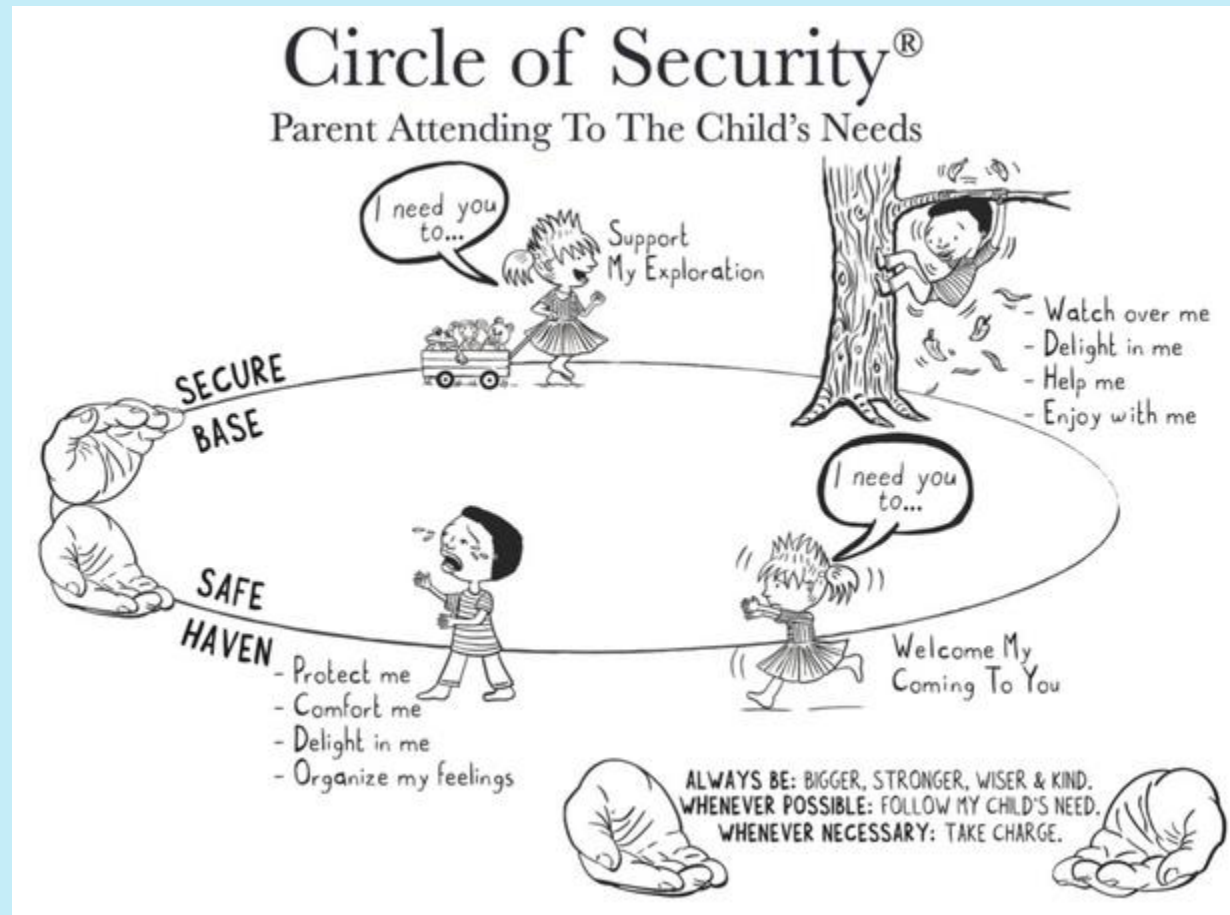 Circle of Security®
Parent Attending To The Child's Needs
I need you
to...
Support
My Exploration
- Watch over me
- Delight in me
- Help me
- Enjoy with me
SECURE
BASE
I need you
to...
Welcome My
Coming To You
SAFE
HAVEN
- Protect me
- Comfort me
- Delight in me
- Organize my feelings
ALWAYS BE: BIGGER, STRONGER, WISER & KIND.
WHENEVER POSSIBLE: FOLLOW MY CHILD'S NEED.
WHENEVER NECESSARY: TAKE CHARGE.